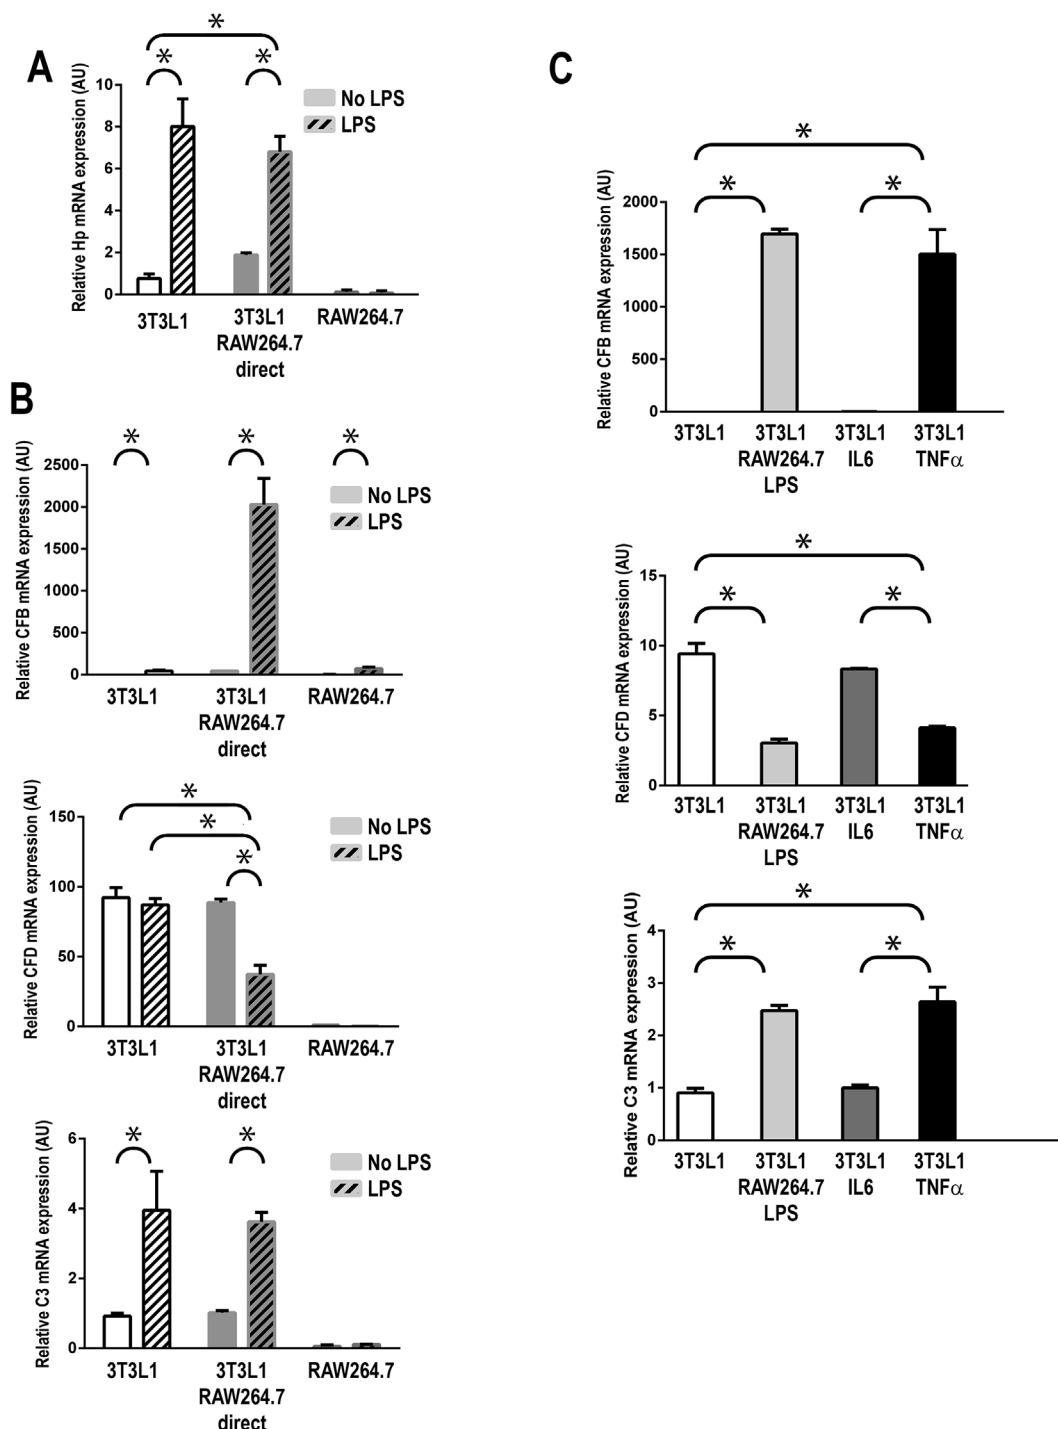 A
*
* *
Relative Hp mRNA expression (AU)
10
8
6
4
2
0
No LPS
LPS
3T3L1
3T3L1
RAW264.7
direct
RAW264.7
B
* * *
Relative CFB mRNA expression (AU)
2500
2000
1500
1000
500
0
No LPS
LPS
3T3L1
3T3L1
RAW264.7
direct
RAW264.7
*
*
*
Relative CFD mRNA expression (AU)
150
100
50
0
No LPS
LPS
3T3L1
3T3L1
RAW264.7
direct
RAW264.7
* *
Relative C3 mRNA expression (AU)
6
4
2
0
No LPS
LPS
3T3L1
3T3L1
RAW264.7
direct
RAW264.7
C
*
* *
Relative CFB mRNA expression (AU)
2000
1500
1000
500
0
3T3L1
3T3L1
RAW264.7
LPS
3T3L1
IL6
3T3L1
TNFα
*
* *
Relative CFD mRNA expression (AU)
15
10
5
0
3T3L1
3T3L1
RAW264.7
LPS
3T3L1
IL6
3T3L1
TNFα
*
* *
Relative C3 mRNA expression (AU)
4
3
2
1
0
3T3L1
3T3L1
RAW264.7
LPS
3T3L1
IL6
3T3L1
TNFα